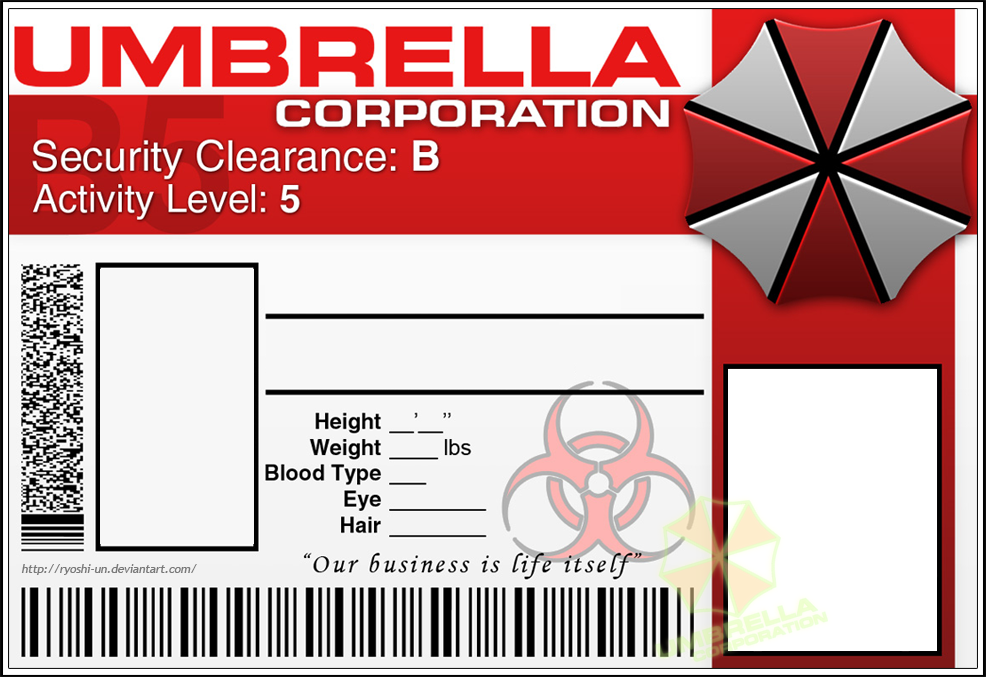 UMBRELLA
CORPORATION
B5
Security Clearance: B
Activity Level: 5
Height __'__''
Weight ____ lbs
Blood Type ___
Eye ________
Hair ________
“Our business is life itself”
http://ryoshi-un.deviantart.com/
UMBRELLA
CORPORATION